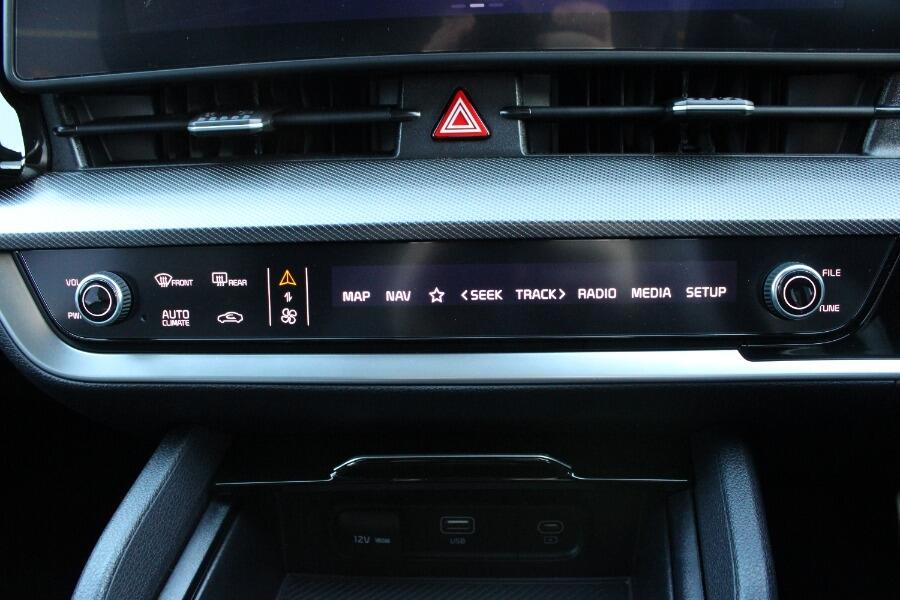 VOL
PWR
FRONT
REAR
AUTO
CLIMATE
MAP NAV <SEEK TRACK> RADIO MEDIA SETUP
FILE
TUNE
12V
USB